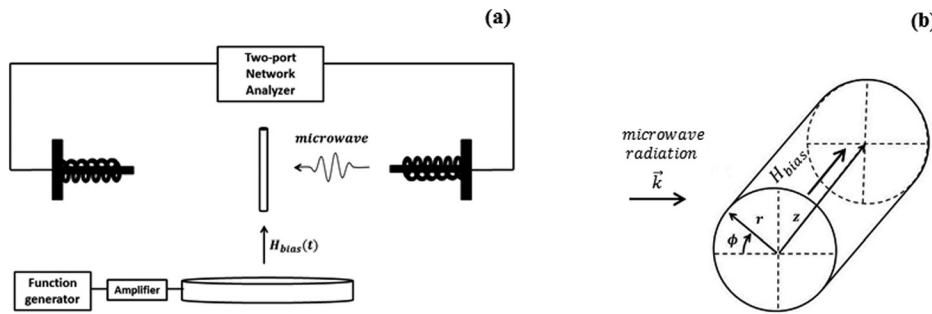 (a)
Two-port
Network
Analyzer
microwave
H_bias(t)
Function
generator
Amplifier
(b)
microwave
radiation
k⃗
H_bias
r
z
ϕ